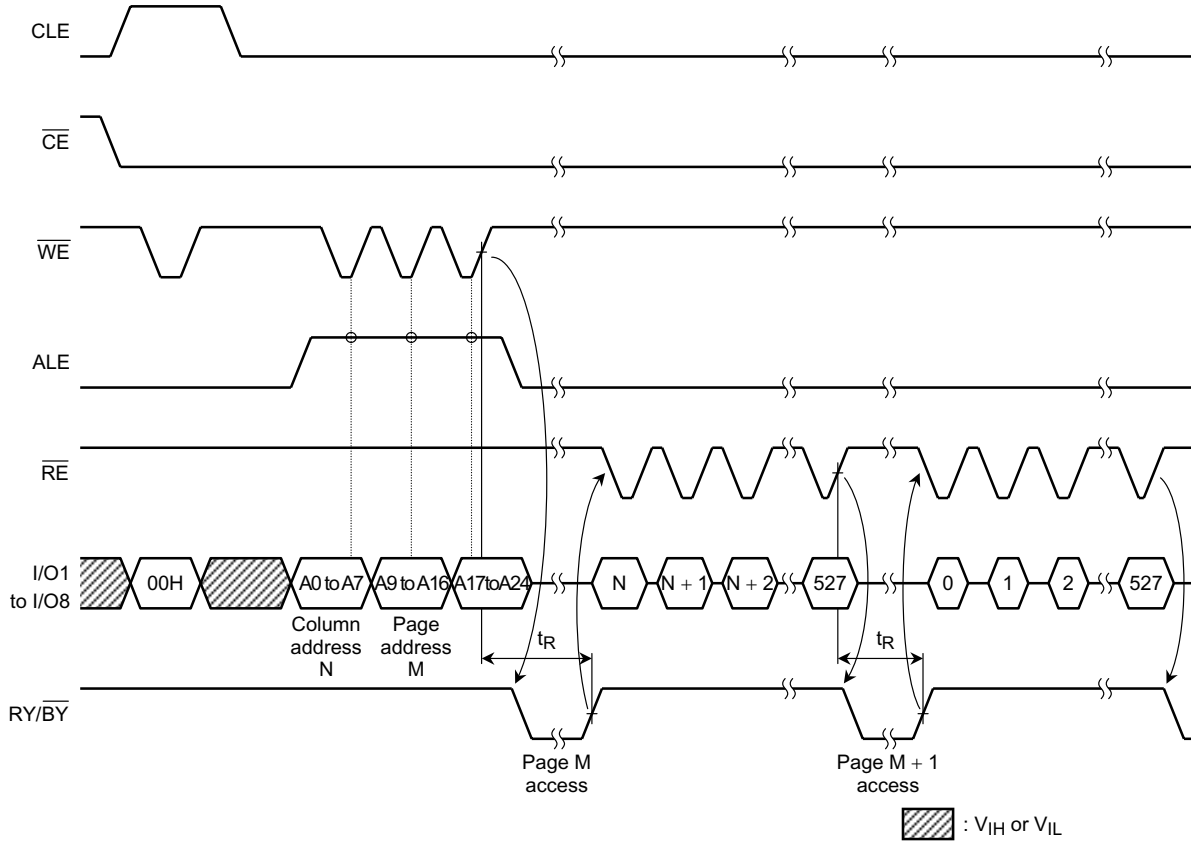 CLE
CE
WE
ALE
RE
I/O1
to I/O8
00H
A0 to A7
A9 to A16
A17 to A24
N
N + 1
N + 2
527
0
1
2
527
Column
address
N
Page
address
M
tR
tR
RY/BY
Page M
access
Page M + 1
access
: VIH or VIL